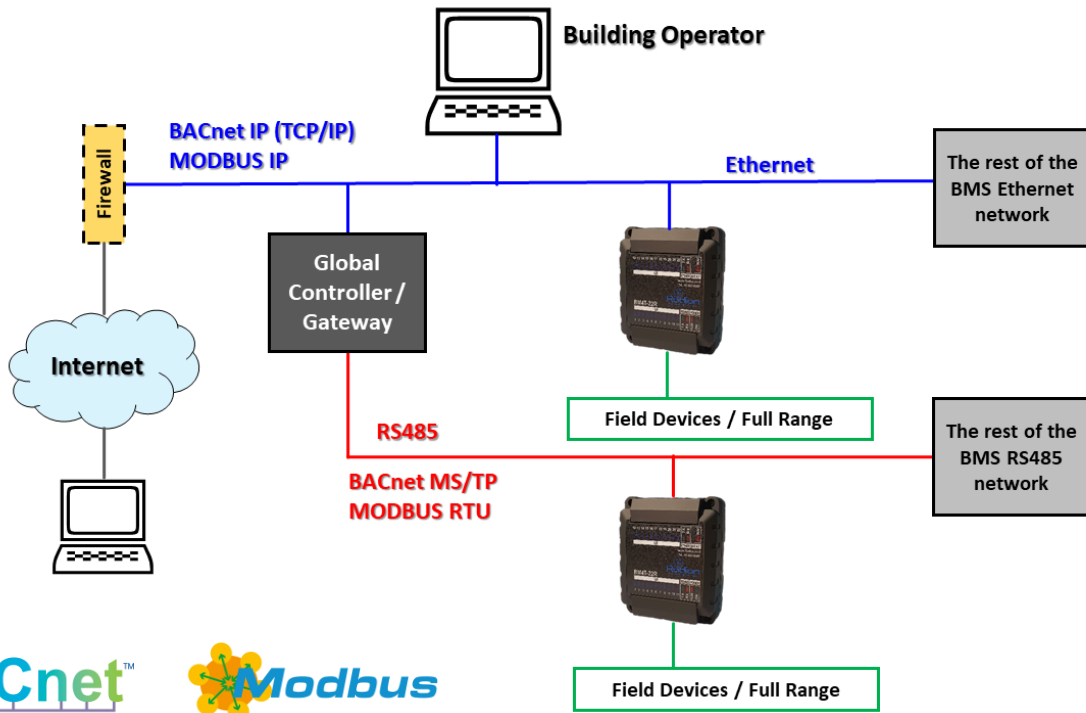 Building Operator
BACnet IP (TCP/IP)
MODBUS IP
Ethernet
Firewall
The rest of the
BMS Ethernet
network
Global
Controller /
Gateway
Internet
Field Devices / Full Range
RS485
BACnet MS/TP
MODBUS RTU
The rest of the
BMS RS485
network
Field Devices / Full Range
Cnet™
Modbus